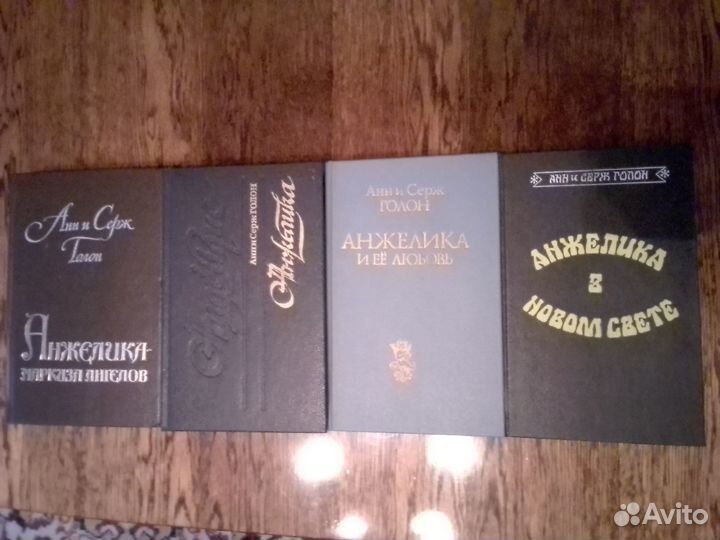 Анн и Серж
Голон
АНЖЕЛИКА-
МАРКИЗА АНГЕЛОВ
Анн и Серж ГОЛОН
Анжелика
Анн и Серж
ГОЛОН
АНЖЕЛИКА
И ЕЁ ЛЮБОВЬ
АНН И СЕРЖ ГОЛОН
АНЖЕЛИКА
В
НОВОМ СВЕТЕ
Avito